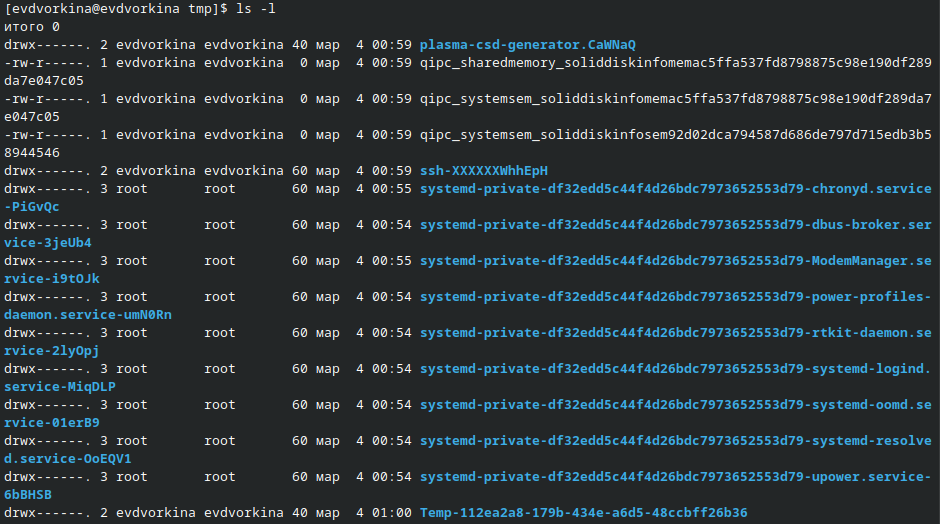 [evdvorkina@evdvorkina tmp]$ ls -l
итого 0
drwx------. 2 evdvorkina evdvorkina 40 мар  4 00:59 plasma-csd-generator.CaWNaQ
-rw-r-----. 1 evdvorkina evdvorkina  0 мар  4 00:59 qipc_sharedmemory_soliddiskinfomemac5ffa537fd8798875c98e190df289
da7e047c05
-rw-r-----. 1 evdvorkina evdvorkina  0 мар  4 00:59 qipc_systemsem_soliddiskinfomemac5ffa537fd8798875c98e190df289da7
e047c05
-rw-r-----. 1 evdvorkina evdvorkina  0 мар  4 00:59 qipc_systemsem_soliddiskinfosem92d02dca794587d686de797d715edb3b5
8944546
drwx------. 2 evdvorkina evdvorkina 60 мар  4 00:59 ssh-XXXXXXWhhEpH
drwx------. 3 root       root       60 мар  4 00:55 systemd-private-df32edd5c44f4d26bdc7973652553d79-chronyd.service
-PiGvQc
drwx------. 3 root       root       60 мар  4 00:54 systemd-private-df32edd5c44f4d26bdc7973652553d79-dbus-broker.ser
vice-3jeUb4
drwx------. 3 root       root       60 мар  4 00:55 systemd-private-df32edd5c44f4d26bdc7973652553d79-ModemManager.se
rvice-i9tOJk
drwx------. 3 root       root       60 мар  4 00:54 systemd-private-df32edd5c44f4d26bdc7973652553d79-power-profiles-
daemon.service-umN0Rn
drwx------. 3 root       root       60 мар  4 00:54 systemd-private-df32edd5c44f4d26bdc7973652553d79-rtkit-daemon.se
rvice-2lyOpj
drwx------. 3 root       root       60 мар  4 00:54 systemd-private-df32edd5c44f4d26bdc7973652553d79-systemd-logind.
service-MiqDLP
drwx------. 3 root       root       60 мар  4 00:54 systemd-private-df32edd5c44f4d26bdc7973652553d79-systemd-oomd.se
rvice-01erB9
drwx------. 3 root       root       60 мар  4 00:54 systemd-private-df32edd5c44f4d26bdc7973652553d79-systemd-resolve
d.service-OoEQV1
drwx------. 3 root       root       60 мар  4 00:54 systemd-private-df32edd5c44f4d26bdc7973652553d79-upower.service-
6bBHSB
drwx------. 2 evdvorkina evdvorkina 40 мар  4 01:00 Temp-112ea2a8-179b-434e-a6d5-48ccbff26b36